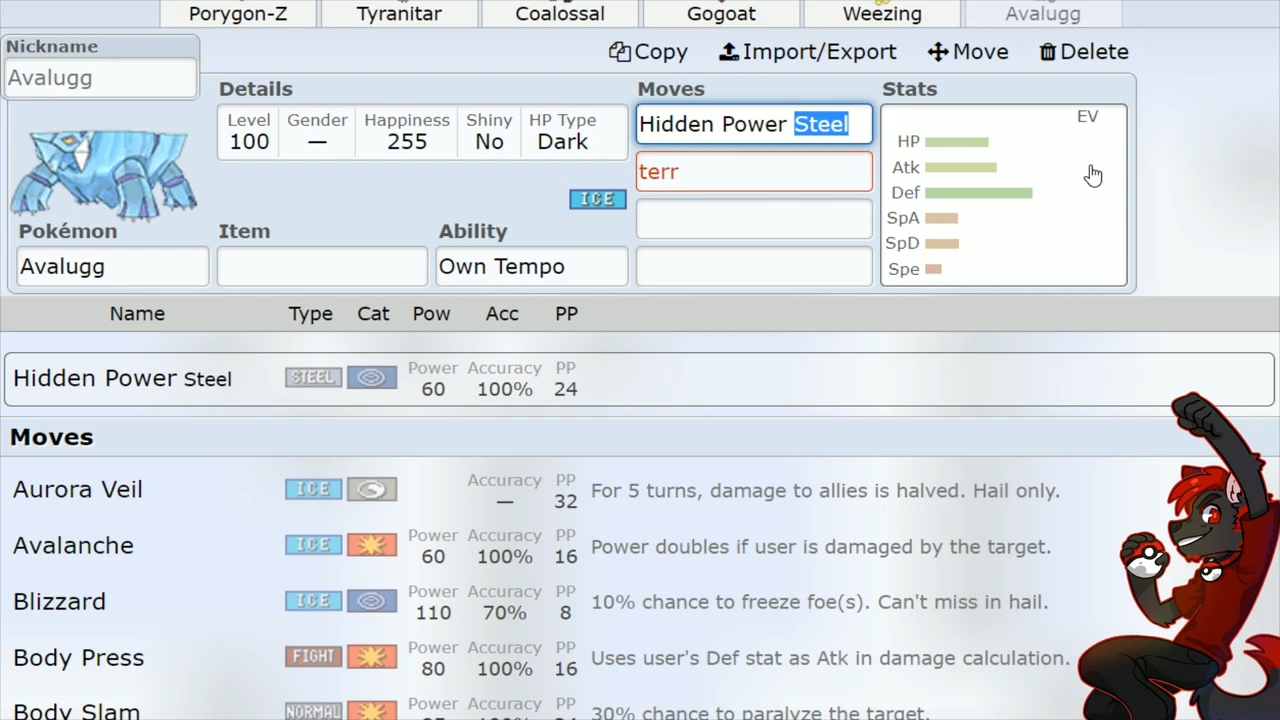 Porygon-Z Tyranitar Coalossal Gogoat Weezing Avalugg
Nickname
Avalugg
Copy Import/Export Move Delete
Details Moves Stats
Level Gender Happiness Shiny HP Type
100 — 255 No Dark
Hidden Power Steel
terr
EV
HP
Atk
Def
SpA
SpD
Spe
ICE
Pokémon Item Ability
Avalugg Own Tempo
Name Type Cat Pow Acc PP
Hidden Power Steel STEEL Power 60 Accuracy 100% PP 24
Moves
Aurora Veil ICE Accuracy — PP 32 For 5 turns, damage to allies is halved. Hail only.
Avalanche ICE Power 60 Accuracy 100% PP 16 Power doubles if user is damaged by the target.
Blizzard ICE Power 110 Accuracy 70% PP 8 10% chance to freeze foe(s). Can't miss in hail.
Body Press FIGHT Power 80 Accuracy 100% PP 16 Uses user's Def stat as Atk in damage calculation.
Body Slam NORMAL Power Accuracy PP 30% chance to paralyze the target.